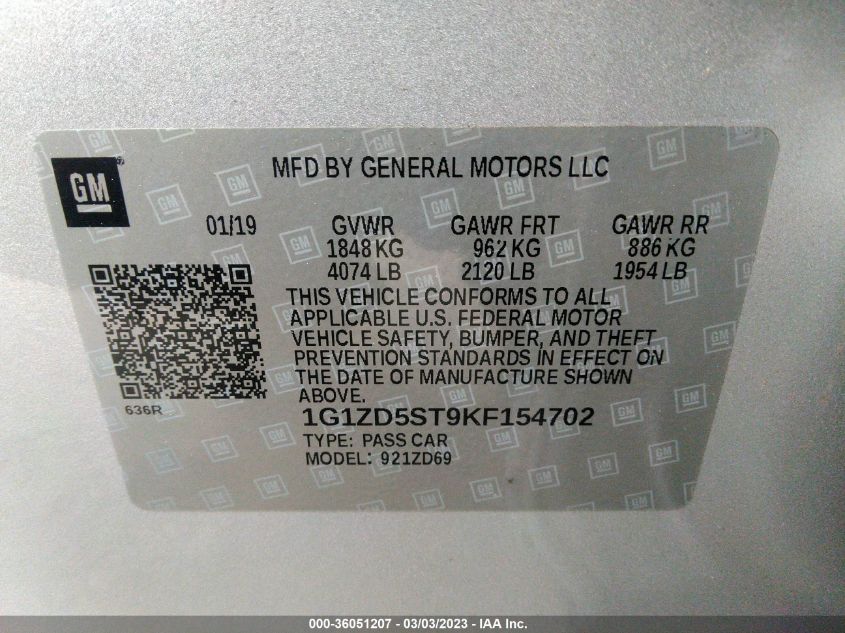 GM
MFD BY GENERAL MOTORS LLC
01/19 GVWR GAWR FRT GAWR RR
1848 KG 962 KG 886 KG
4074 LB 2120 LB 1954 LB
THIS VEHICLE CONFORMS TO ALL
APPLICABLE U.S. FEDERAL MOTOR
VEHICLE SAFETY, BUMPER, AND THEFT
PREVENTION STANDARDS IN EFFECT ON
THE DATE OF MANUFACTURE SHOWN
ABOVE.
636R
1G1ZD5ST9KF154702
TYPE: PASS CAR
MODEL: 921ZD69
000-36051207 - 03/03/2023 - IAA Inc.